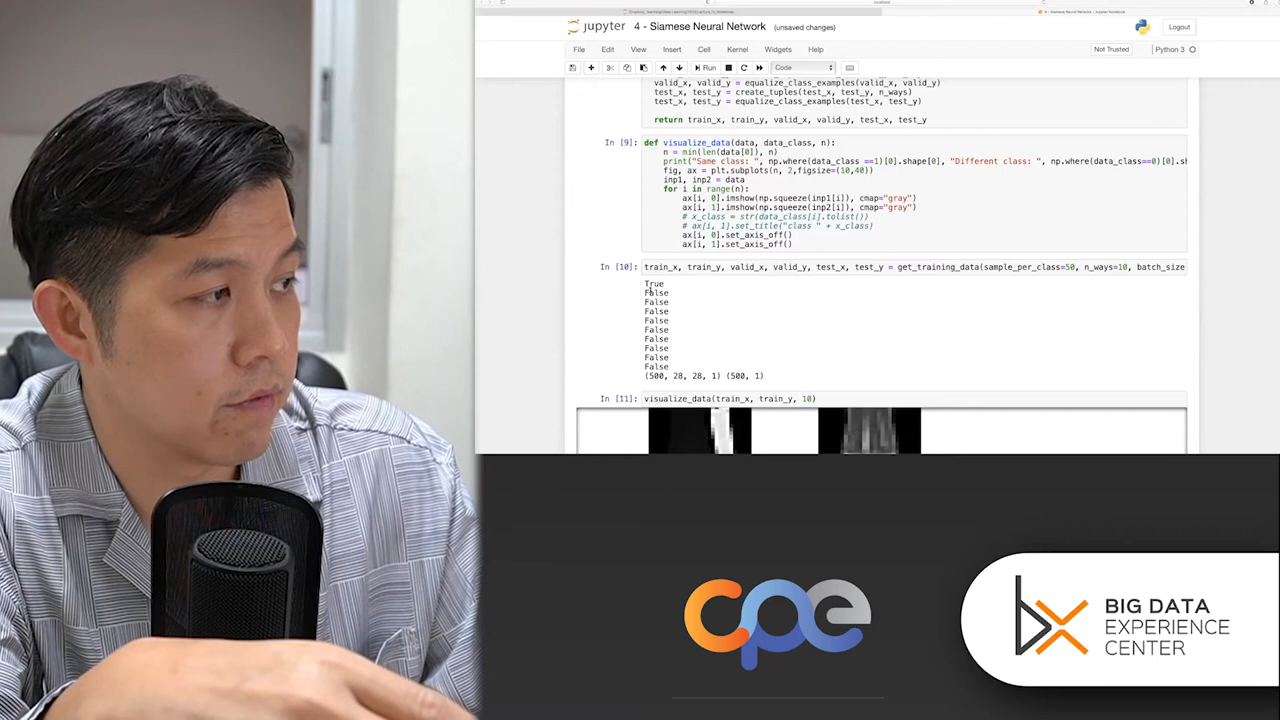 jupyter 4 - Siamese Neural Network (unsaved changes)
Logout
File Edit View Insert Cell Kernel Widgets Help
Not Trusted
Python 3
Run
Code
valid_x, valid_y = equalize_class_examples(valid_x, valid_y)
test_x, test_y = create_tuples(test_x, test_y, n_ways)
test_x, test_y = equalize_class_examples(test_x, test_y)
return train_x, train_y, valid_x, valid_y, test_x, test_y
In [9]: def visualize_data(data, data_class, n):
n = min(len(data[0]), n)
print("Same class: ", np.where(data_class ==1)[0].shape[0], "Different class: ", np.where(data_class==0)[0].sh
fig, ax = plt.subplots(n, 2,figsize=(10,40))
inp1, inp2 = data
for i in range(n):
ax[i, 0].imshow(np.squeeze(inp1[i]), cmap="gray")
ax[i, 1].imshow(np.squeeze(inp2[i]), cmap="gray")
# x_class = str(data_class[i].tolist())
# ax[i, 1].set_title("class " + x_class)
ax[i, 0].set_axis_off()
ax[i, 1].set_axis_off()
In [10]: train_x, train_y, valid_x, valid_y, test_x, test_y = get_training_data(sample_per_class=50, n_ways=10, batch_size
True
False
False
False
False
False
False
False
False
False
(500, 28, 28, 1) (500, 1)
In [11]: visualize_data(train_x, train_y, 10)
cpe
bx
BIG DATA
EXPERIENCE
CENTER